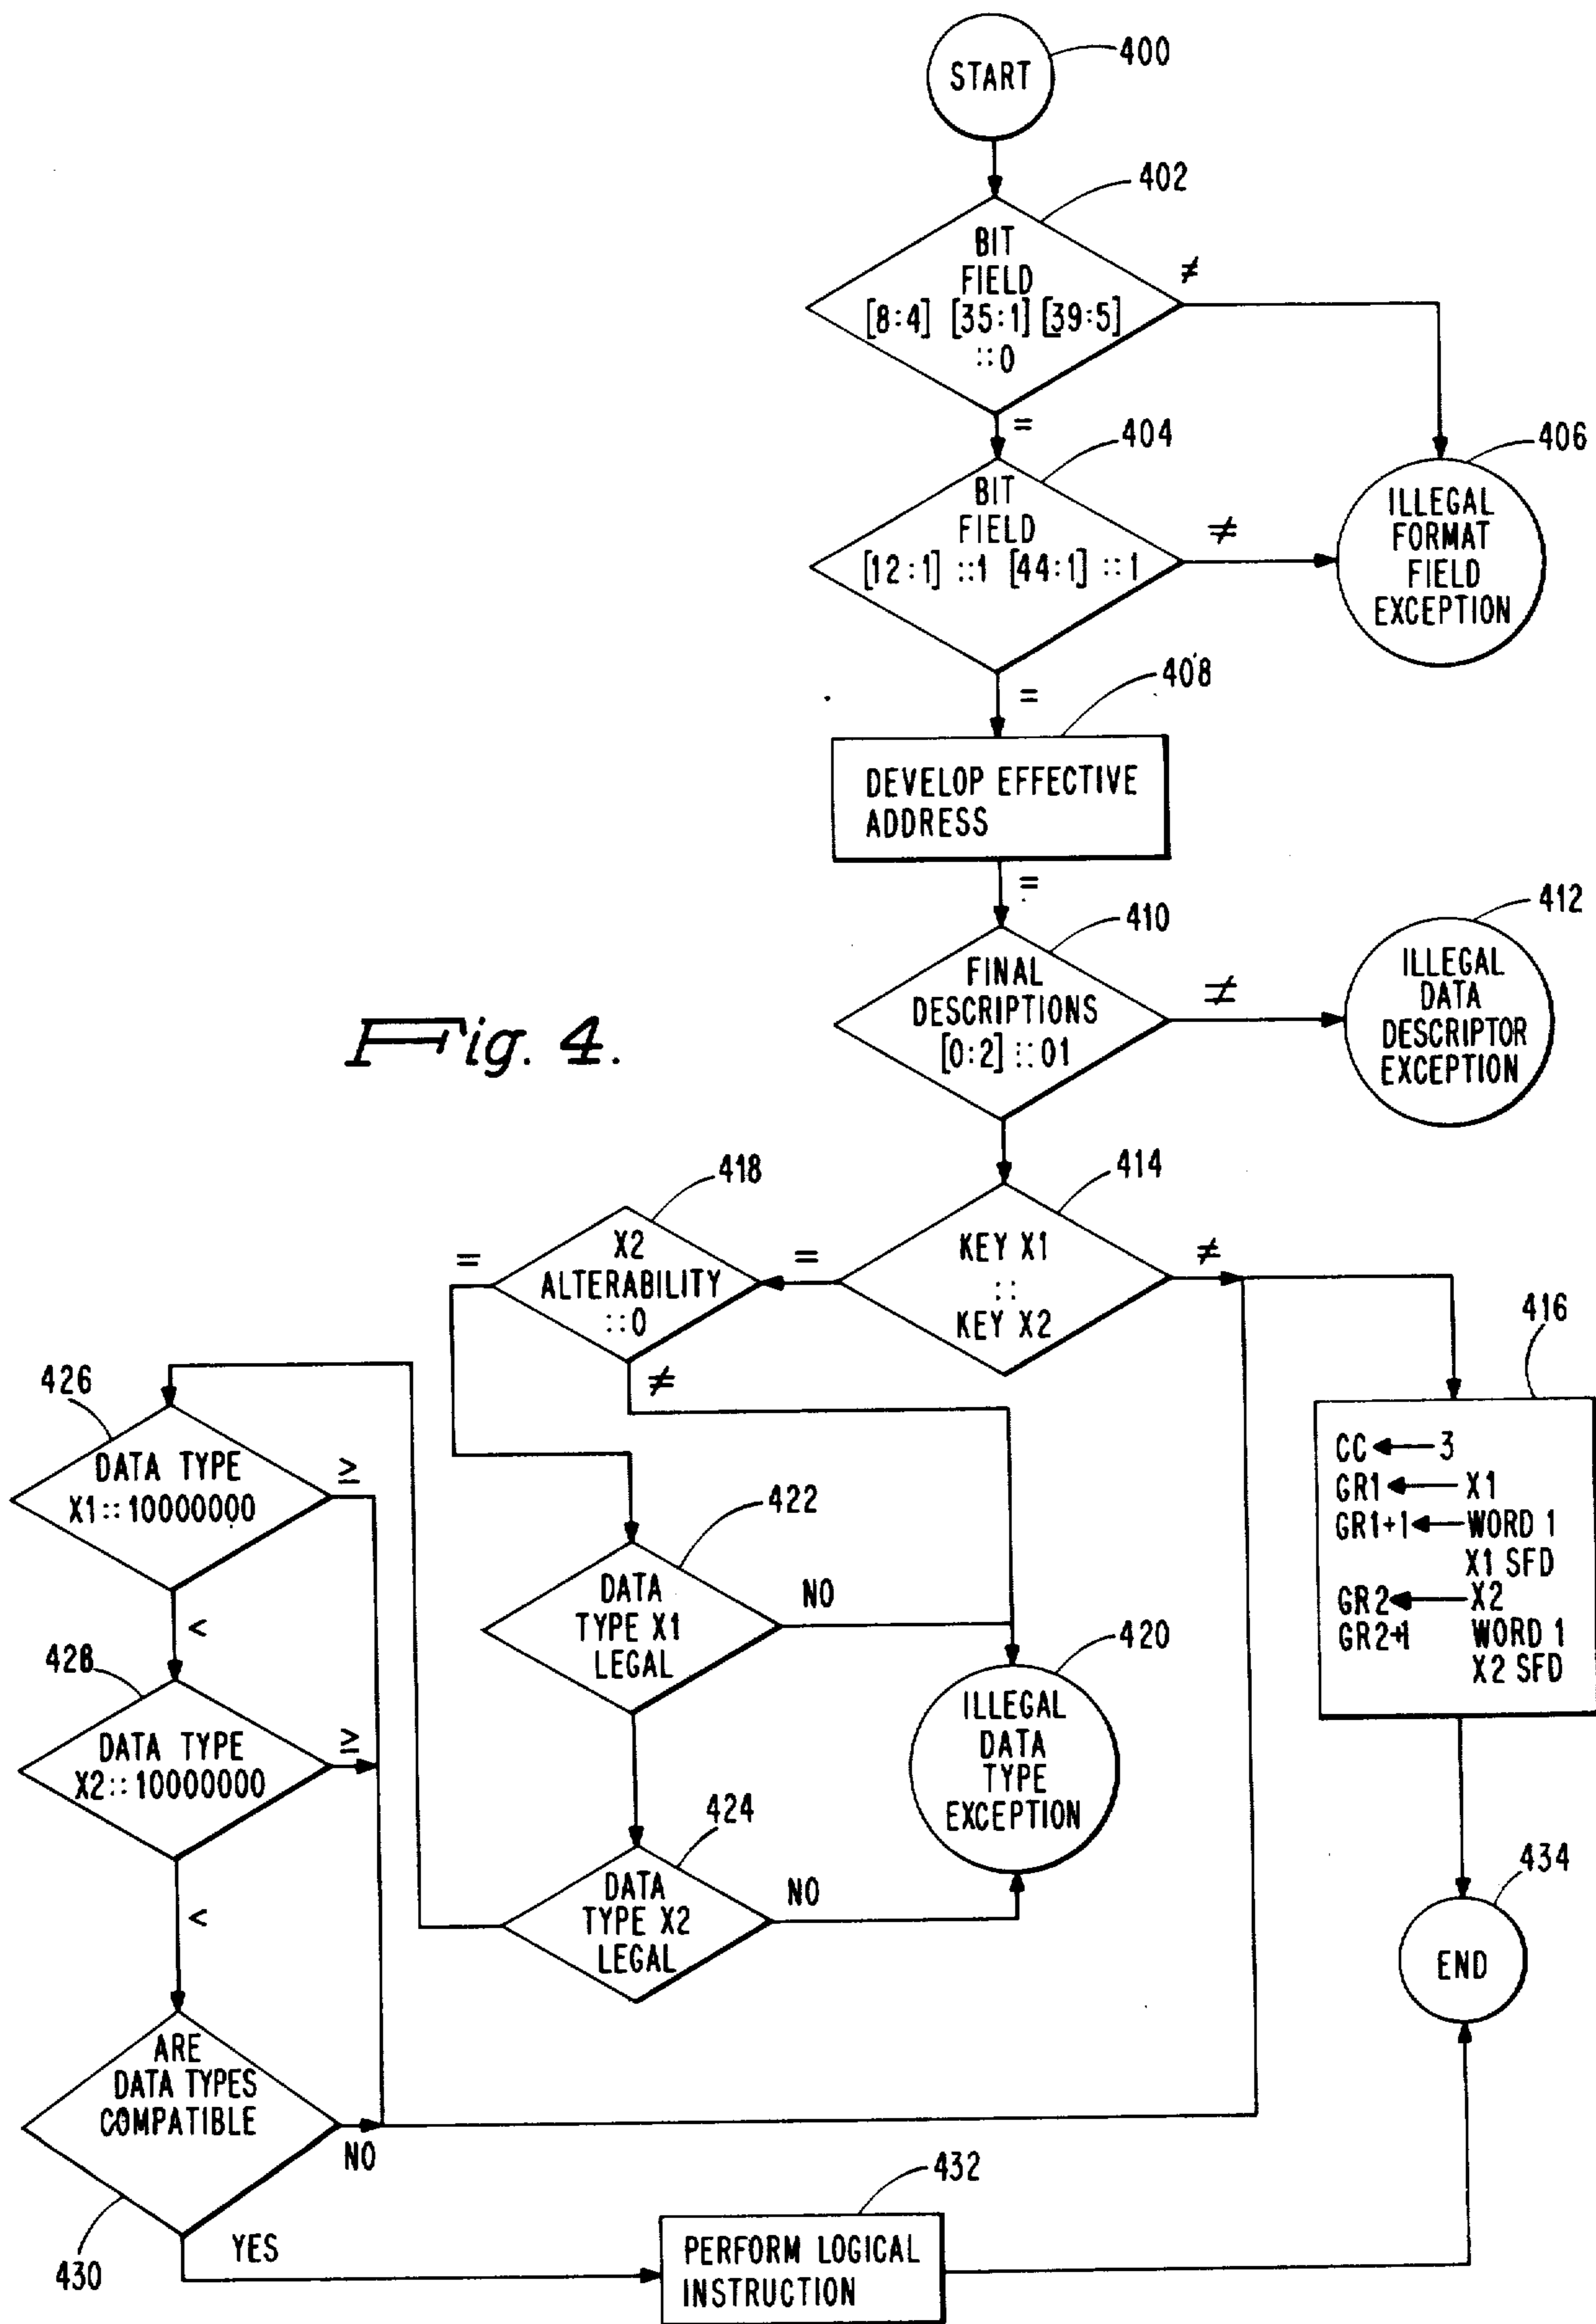 START
400
402
BIT
FIELD
[8:4] [35:1] [39:5]
::0
≠
=
404
BIT
FIELD
[12:1] ::1 [44:1] ::1
≠
406
ILLEGAL
FORMAT
FIELD
EXCEPTION
=
408
DEVELOP EFFECTIVE
ADDRESS
=
410
FINAL
DESCRIPTIONS
[0:2]::01
≠
412
ILLEGAL
DATA
DESCRIPTOR
EXCEPTION
Fig. 4.
414
KEY X1
::
KEY X2
=
≠
418
X2
ALTERABILITY
::0
=
≠
416
CC ← 3
GR1 ← X1
GR1+1 ← WORD 1
X1 SFD
GR2 ← X2
GR2+1 WORD 1
X2 SFD
426
DATA TYPE
X1::10000000
≥
<
422
DATA
TYPE X1
LEGAL
NO
420
ILLEGAL
DATA
TYPE
EXCEPTION
428
DATA TYPE
X2::10000000
≥
<
424
DATA
TYPE X2
LEGAL
NO
434
END
ARE
DATA TYPES
COMPATIBLE
NO
430
YES
432
PERFORM LOGICAL
INSTRUCTION